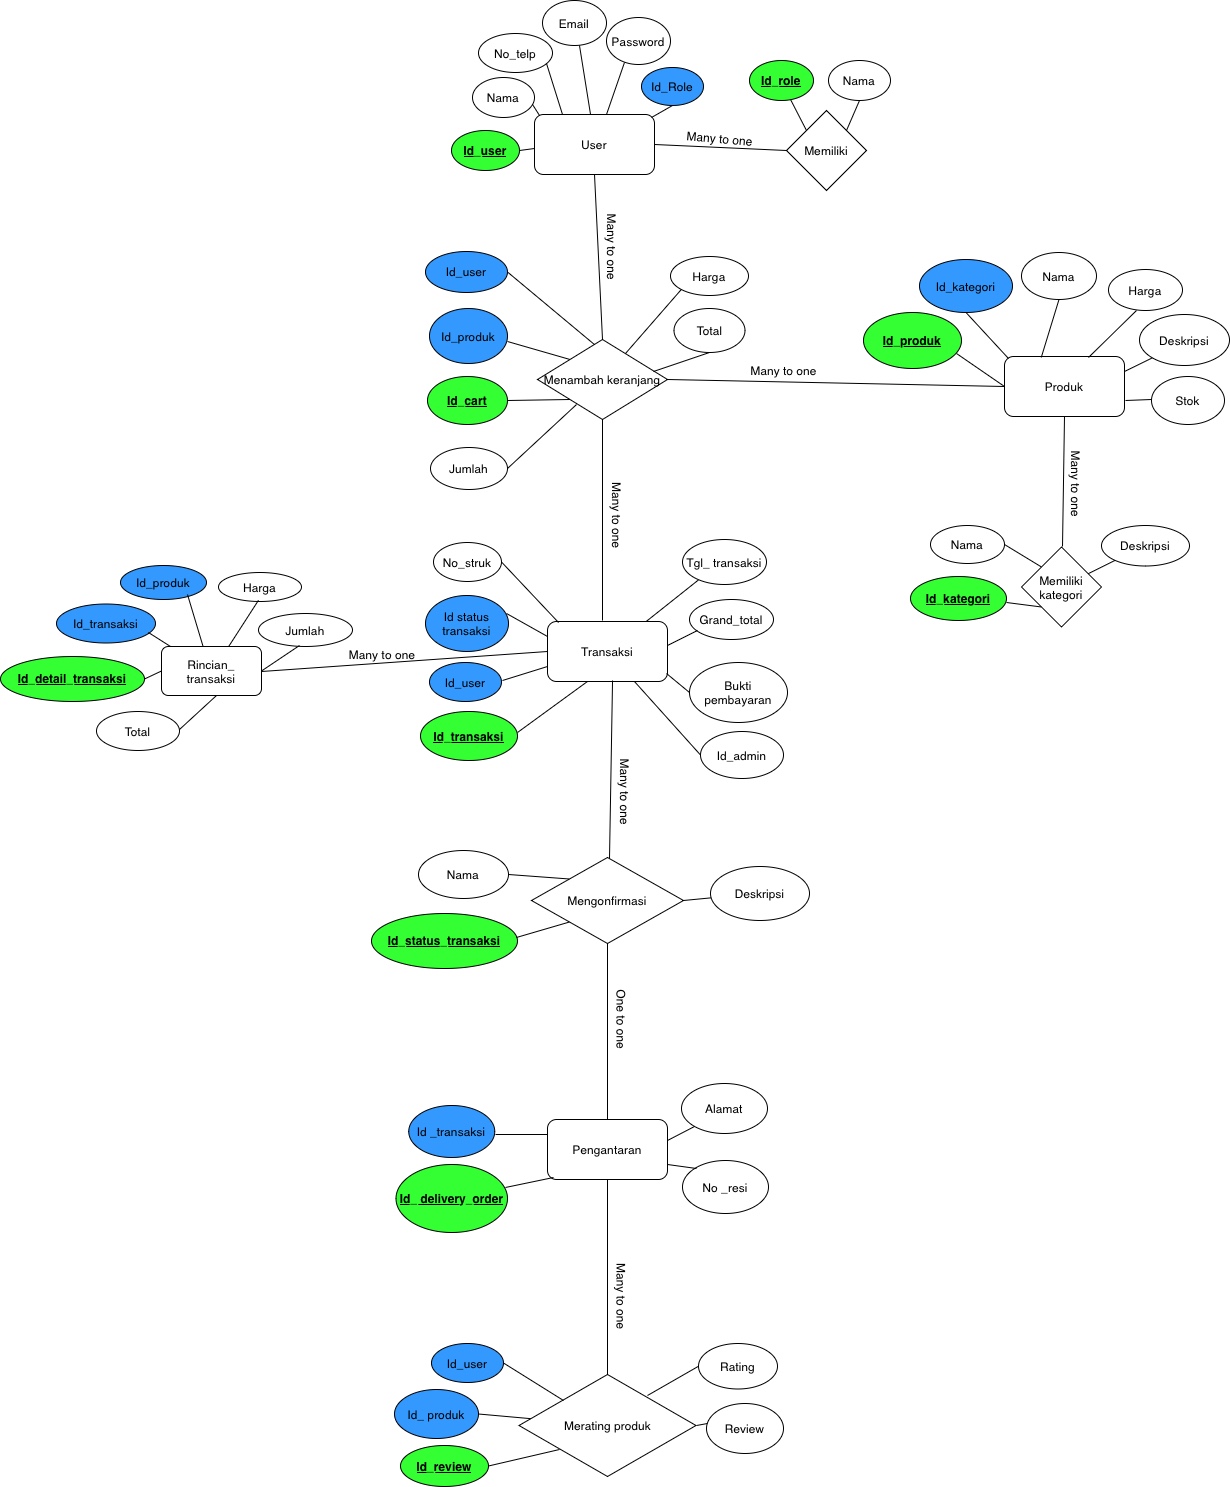 Email
Password
No_telp
Id_Role
Nama
Id_user
User
Many to one
Id_role
Nama
Memiliki
Many to one
Id_user
Id_produk
Id_cart
Jumlah
Harga
Total
Menambah keranjang
Many to one
Id_kategori
Nama
Harga
Id_produk
Deskripsi
Stok
Produk
Many to one
Nama
Deskripsi
Id_kategori
Memiliki
kategori
Many to one
No_struk
Id status
transaksi
Id_user
Id_transaksi
Tgl_ transaksi
Grand_total
Bukti
pembayaran
Id_admin
Transaksi
Many to one
Id_produk
Harga
Id_transaksi
Jumlah
Id_detail_transaksi
Total
Rincian_
transaksi
Many to one
Nama
Deskripsi
Id_status_transaksi
Mengonfirmasi
One to one
Id _transaksi
Id _delivery_order
Alamat
No _resi
Pengantaran
Many to one
Id_user
Id_ produk
Id_review
Rating
Review
Merating produk